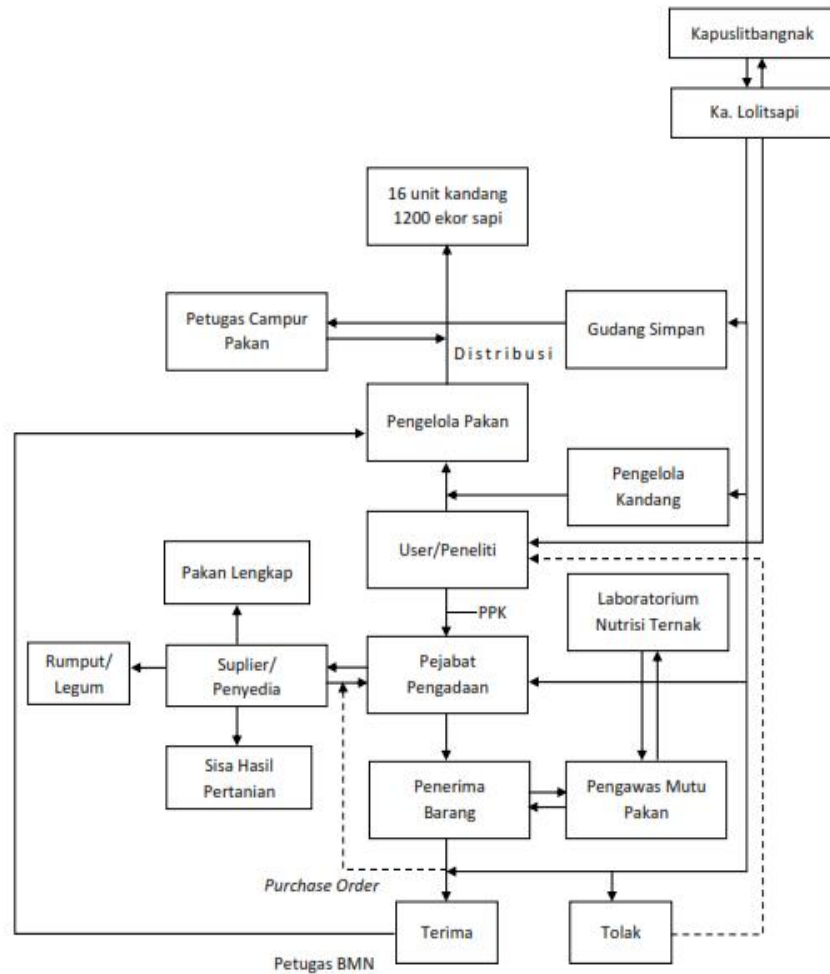 Kapuslitbangnak
Ka. Lolitsapi
16 unit kandang
1200 ekor sapi
Petugas Campur
Pakan
Gudang Simpan
Distribusi
Pengelola Pakan
Pengelola
Kandang
User/Peneliti
Pakan Lengkap
Laboratorium
Nutrisi Ternak
PPK
Rumput/
Legum
Suplier/
Penyedia
Pejabat
Pengadaan
Sisa Hasil
Pertanian
Penerima
Barang
Pengawas Mutu
Pakan
Purchase Order
Terima
Tolak
Petugas BMN